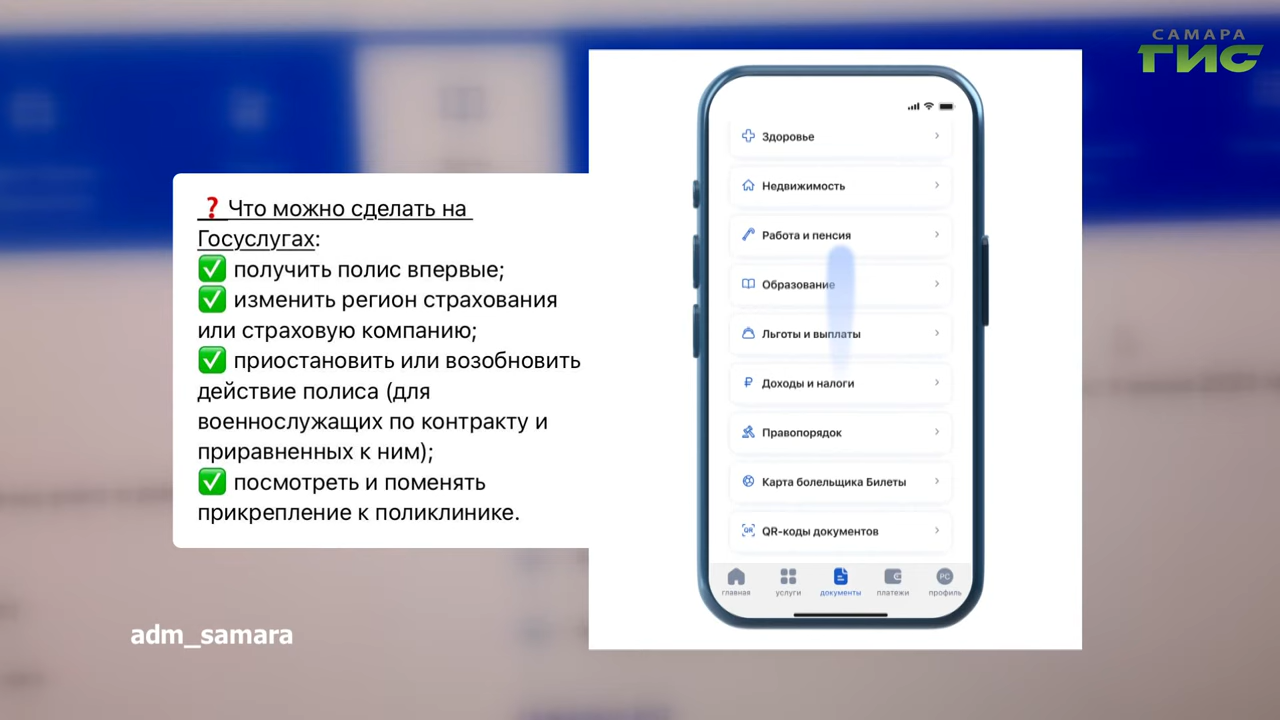 САМАРА
ГИС
❓Что можно сделать на
Госуслугах:
✅ получить полис впервые;
✅ изменить регион страхования
или страховую компанию;
✅ приостановить или возобновить
действие полиса (для
военнослужащих по контракту и
приравненных к ним);
✅ посмотреть и поменять
прикрепление к поликлинике.
adm_samara
Здоровье
Недвижимость
Работа и пенсия
Образование
Льготы и выплаты
Доходы и налоги
Правопорядок
Карта болельщика Билеты
QR QR-коды документов
главная услуги документы платежи РС профиль